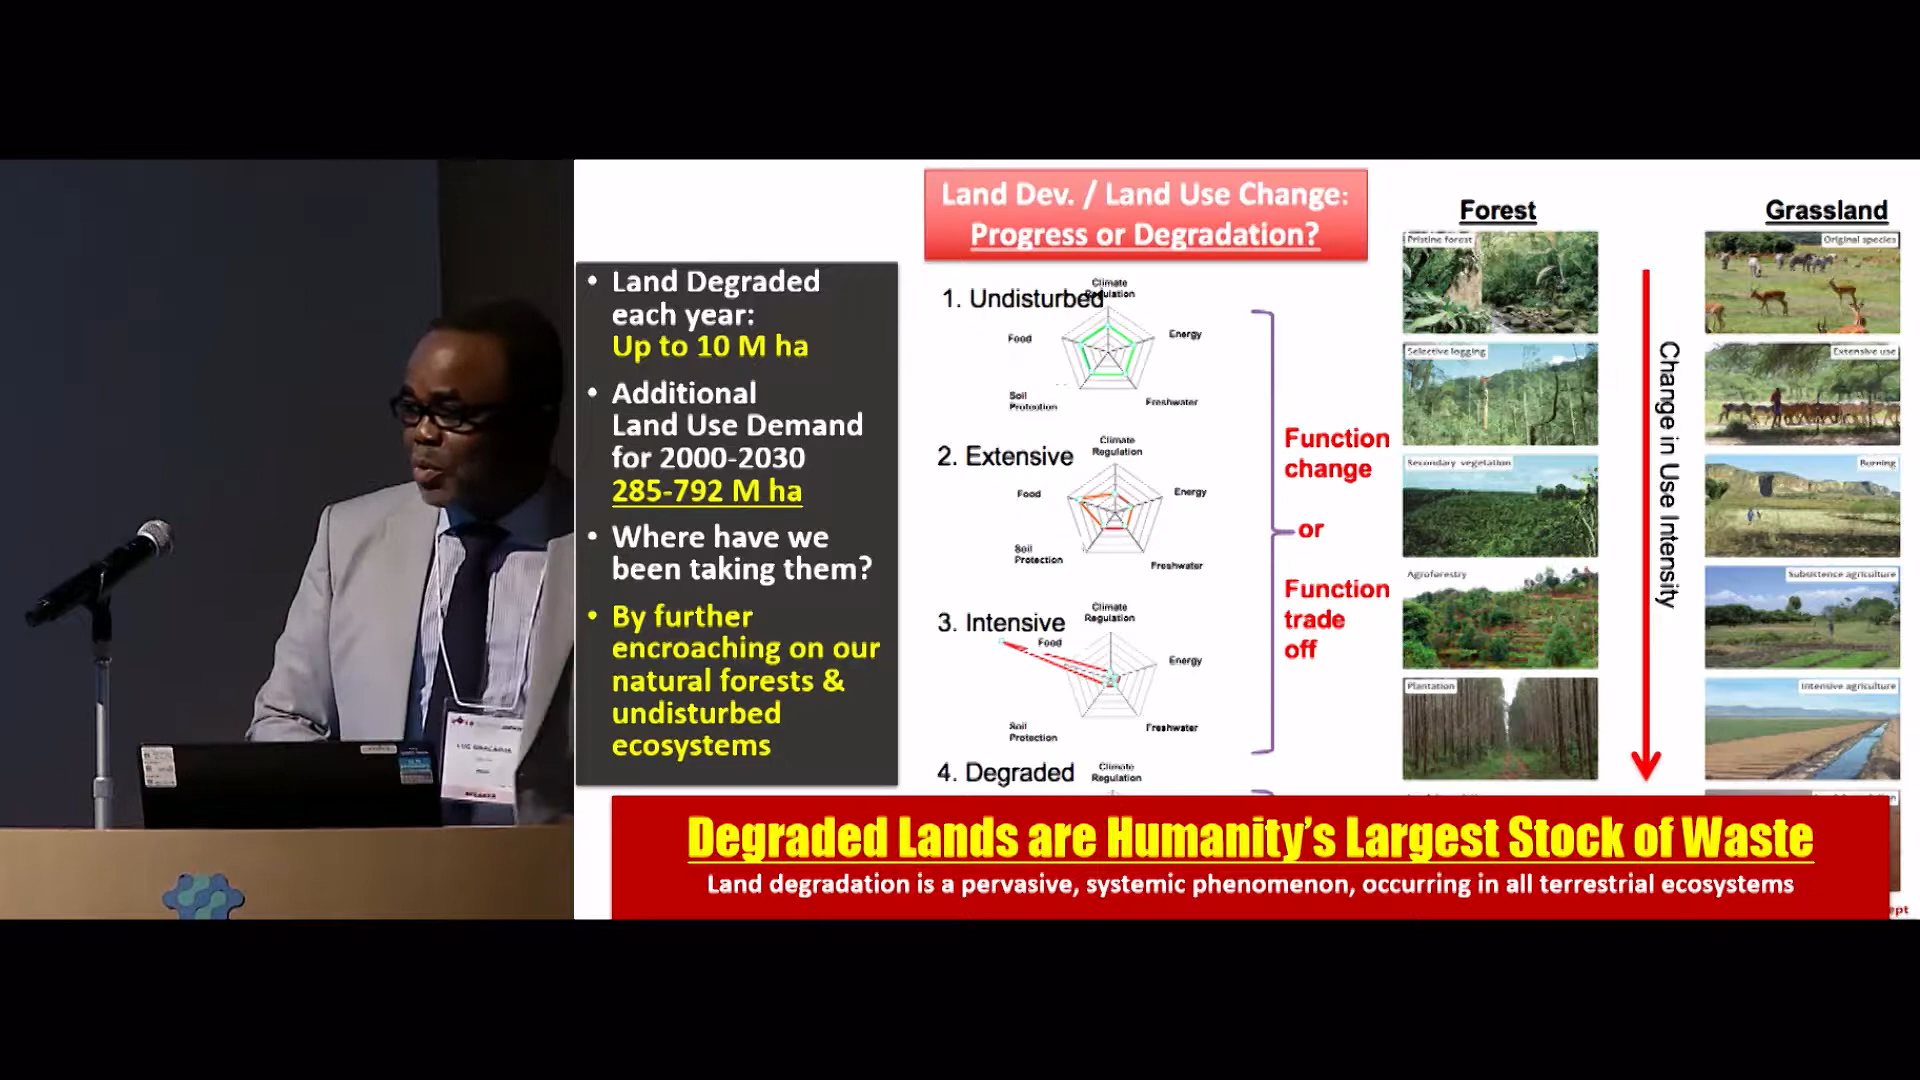 Land Dev. / Land Use Change:
Progress or Degradation?
• Land Degraded
each year:
Up to 10 M ha
• Additional
Land Use Demand
for 2000-2030
285-792 M ha
• Where have we
been taking them?
• By further
encroaching on our
natural forests &
undisturbed
ecosystems
1. Undisturbed
Climate
Regulation
Food
Energy
Soil
Protection
Freshwater
2. Extensive
Climate
Regulation
Food
Energy
Soil
Protection
Freshwater
3. Intensive
Climate
Regulation
Food
Energy
Soil
Protection
Freshwater
4. Degraded
Climate
Regulation
Function
change
or
Function
trade
off
Forest
Pristine forest
Selective logging
Secondary vegetation
Agroforestry
Plantation
Change in Use Intensity
Grassland
Original species
Extensive use
Burning
Subsistence agriculture
Intensive agriculture
Degraded Lands are Humanity's Largest Stock of Waste
Land degradation is a pervasive, systemic phenomenon, occurring in all terrestrial ecosystems
SPEAKER